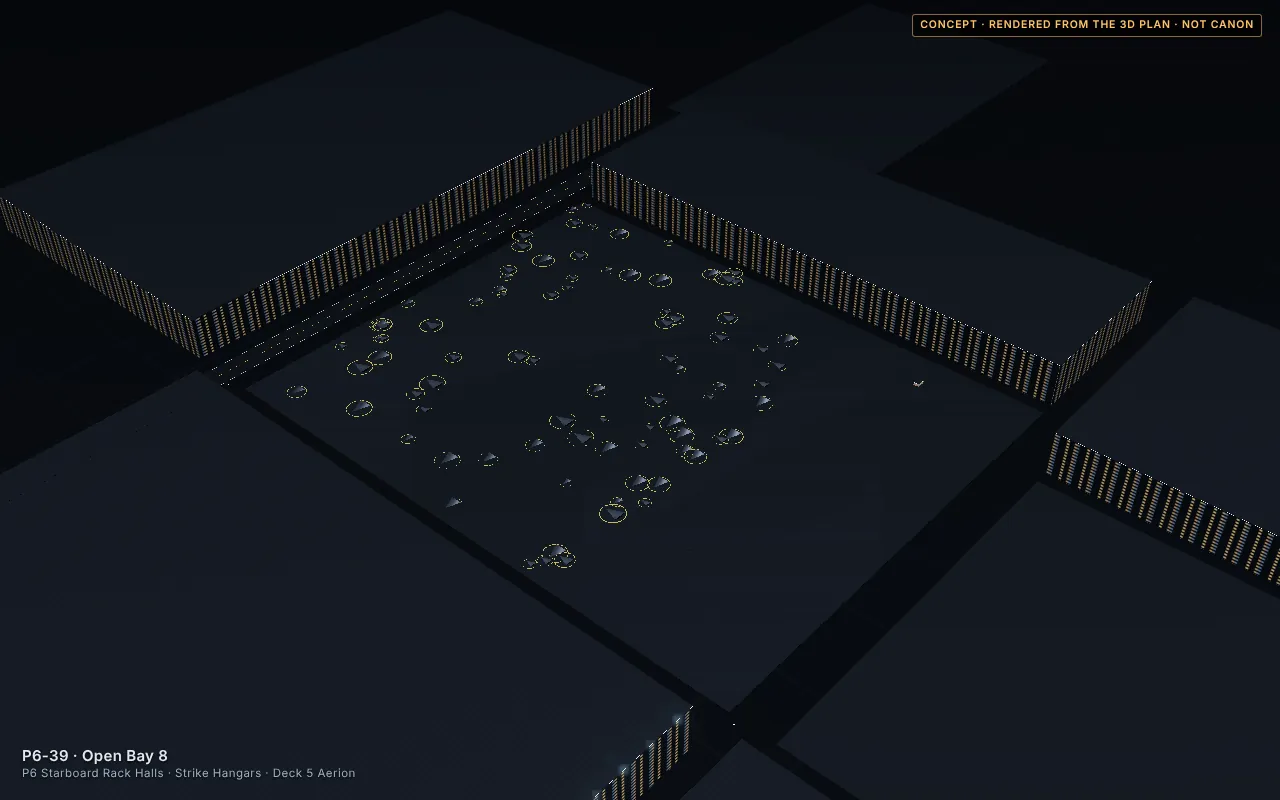 CONCEPT · RENDERED FROM THE 3D PLAN · NOT CANON
P6-39 · Open Bay 8
P6 Starboard Rack Halls · Strike Hangars · Deck 5 Aerion